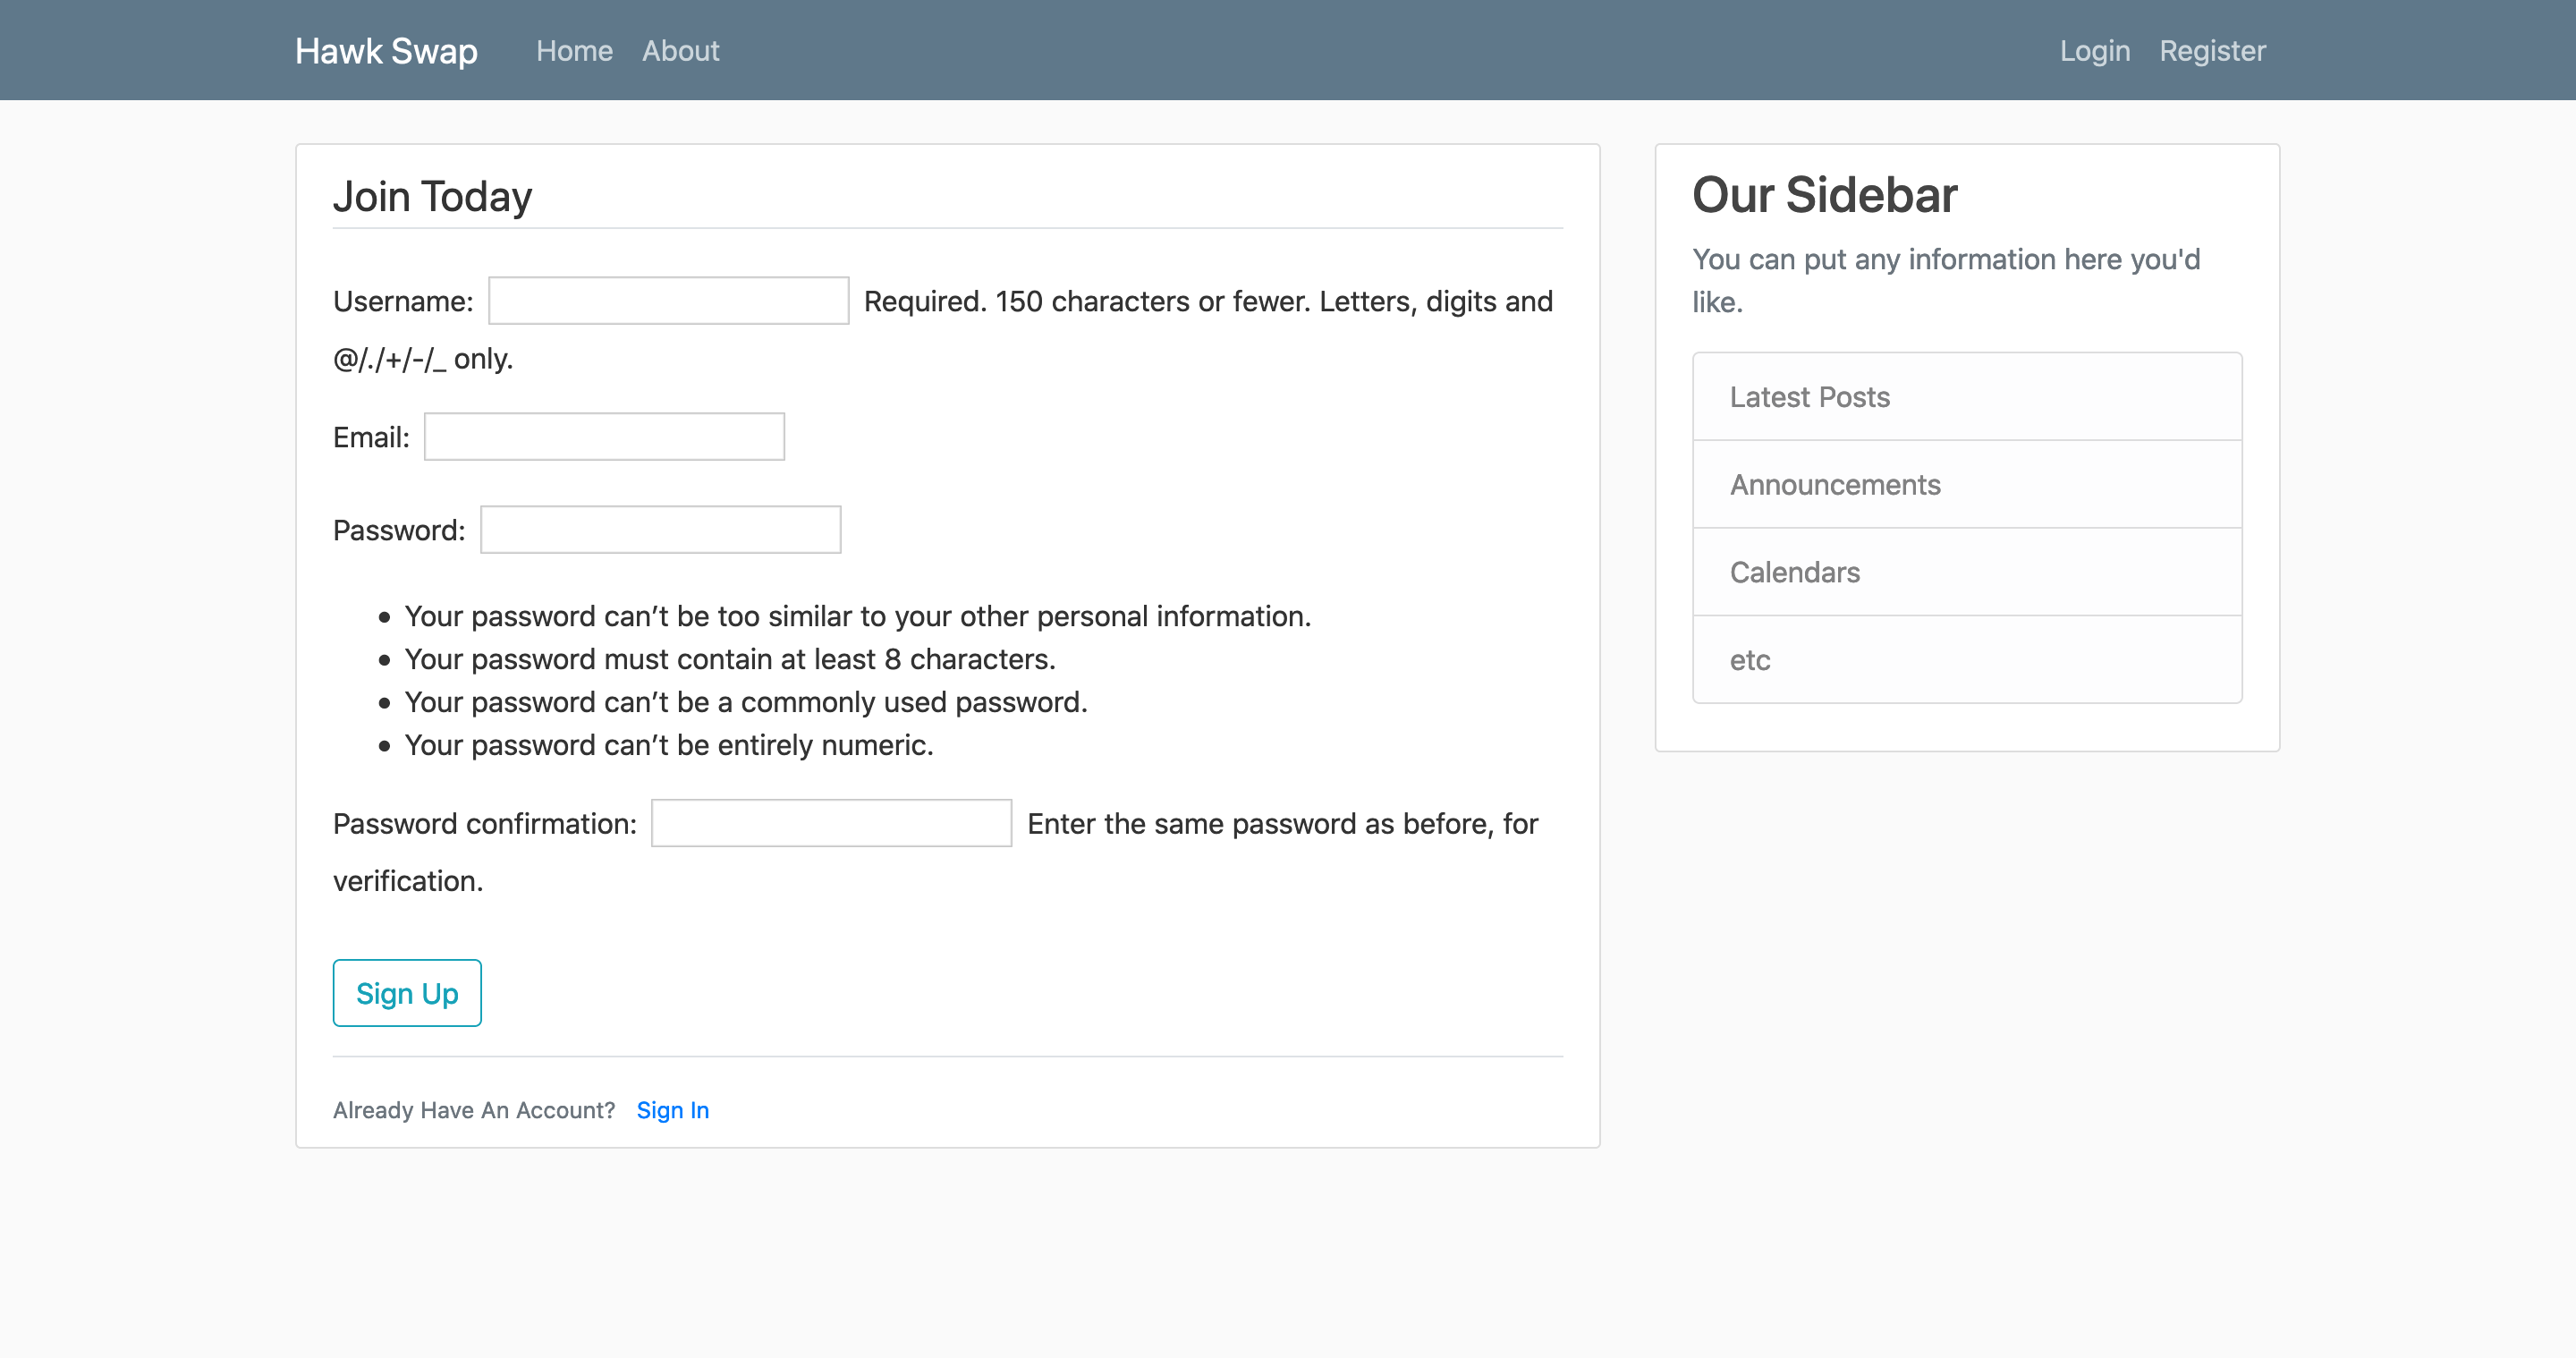 Hawk Swap Home About Login Register
Join Today
Username: Required. 150 characters or fewer. Letters, digits and
@/./+/-/_ only.
Email:
Password:
Your password can’t be too similar to your other personal information.
Your password must contain at least 8 characters.
Your password can’t be a commonly used password.
Your password can’t be entirely numeric.
Password confirmation: Enter the same password as before, for
verification.
Sign Up
Already Have An Account? Sign In
Our Sidebar
You can put any information here you'd
like.
Latest Posts
Announcements
Calendars
etc